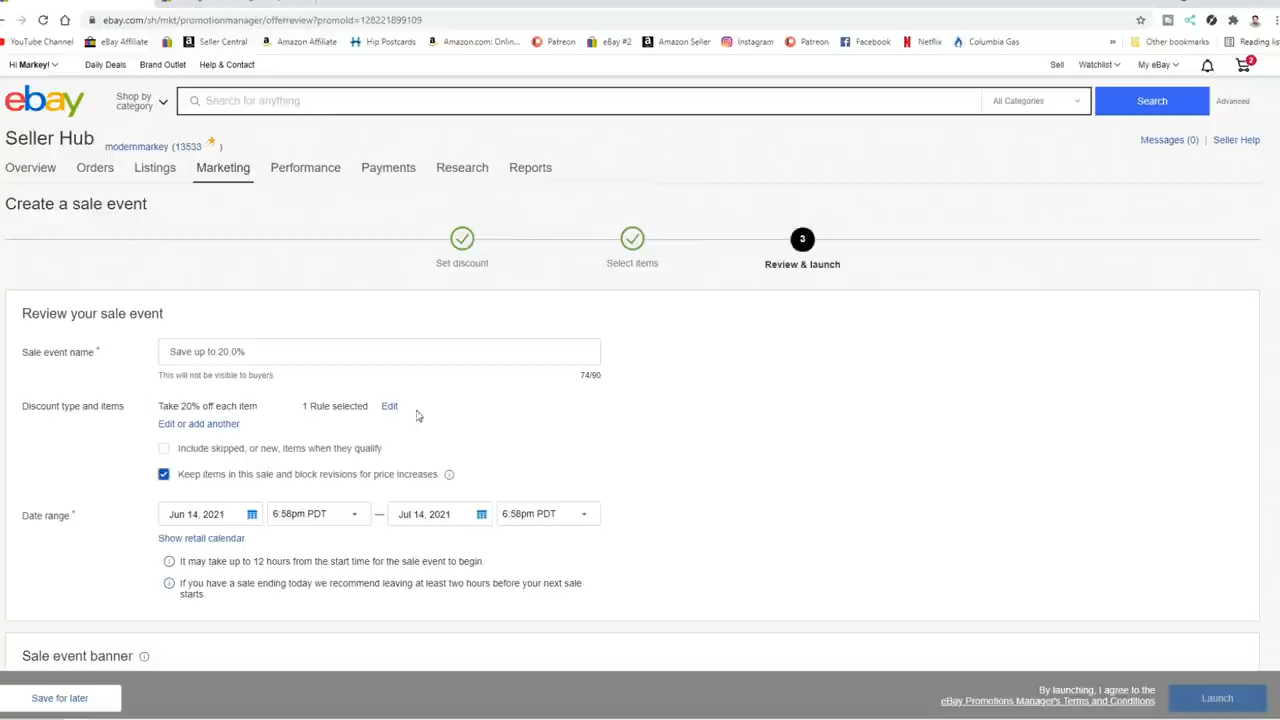 ebay.com/sh/mkt/promotionmanager/offerreview?promoId=128221899109
YouTube Channel eBay Affiliate Seller Central Amazon Affiliate Hip Postcards Amazon.com: Onlin... Patreon eBay #2 Amazon Seller Instagram Patreon Facebook Netflix Columbia Gas » Other bookmarks Reading list
Hi Markey! Daily Deals Brand Outlet Help & Contact Sell Watchlist My eBay 2
ebay Shop by category Search for anything All Categories Search Advanced
Seller Hub modernmarkey (13533 ) Messages (0) | Seller Help
Overview Orders Listings Marketing Performance Payments Research Reports
Create a sale event
3
Set discount Select items Review & launch
Review your sale event
Sale event name * Save up to 20.0%
This will not be visible to buyers. 74/90
Discount type and items Take 20% off each item 1 Rule selected Edit
Edit or add another
Include skipped, or new, items when they qualify
Keep items in this sale and block revisions for price increases
Date range * Jun 14, 2021 6:58pm PDT — Jul 14, 2021 6:58pm PDT
Show retail calendar
It may take up to 12 hours from the start time for the sale event to begin.
If you have a sale ending today we recommend leaving at least two hours before your next sale
starts.
Sale event banner
Save for later By launching, I agree to the
eBay Promotions Manager's Terms and Conditions Launch